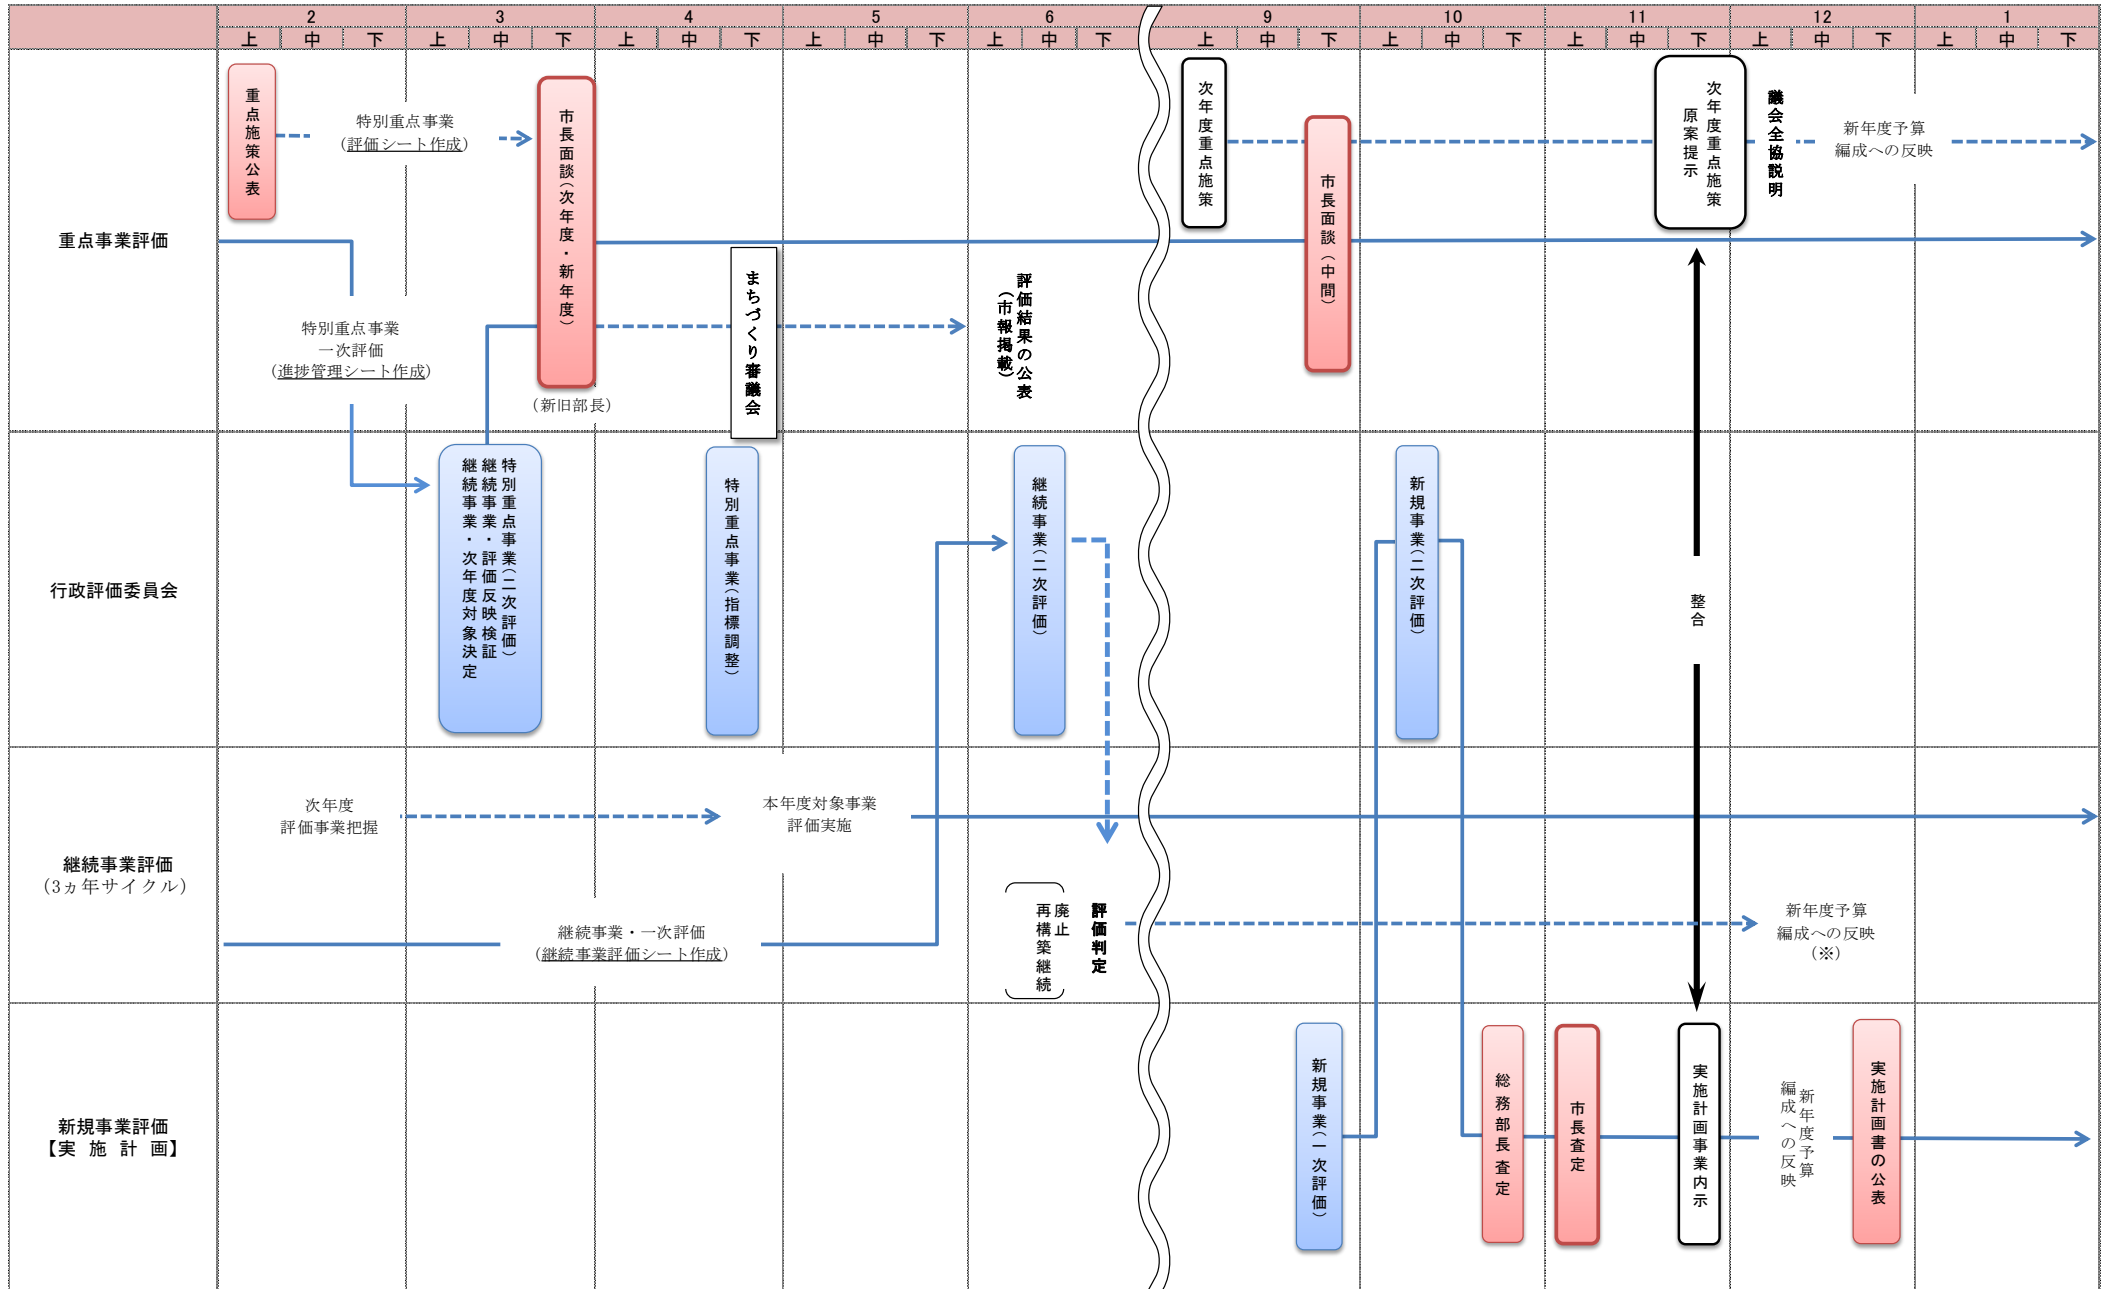 2 3 4 5 6 9 10 11 12 1
上 中 下 上 中 下 上 中 下 上 中 下 上 中 下 上 中 下 上 中 下 上 中 下 上 中 下 上 中 下
重点事業評価
重点施策公表
特別重点事業
（評価シート作成）
市長面談（次年度・新年度）
（新旧部長）
特別重点事業
一次評価
（進捗管理シート作成）
まちづくり審議会
評価結果の公表
（市報掲載）
次年度重点施策
市長面談（中間）
次年度重点施策
原案提示
議会全協説明
新年度予算
編成への反映
行政評価委員会
特別重点事業（二次評価）
継続事業・評価反映検証
継続事業・次年度対象決定
特別重点事業（指標調整）
継続事業（二次評価）
新規事業（二次評価）
整合
継続事業評価
（3ヵ年サイクル）
次年度
評価事業把握
本年度対象事業
評価実施
継続事業・一次評価
（継続事業評価シート作成）
評価判定
廃止
再構築継続
新年度予算
編成への反映
（※）
新規事業評価
【実 施 計 画】
新規事業（一次評価）
総務部長査定
市長査定
実施計画事業内示
新年度予算
編成への反映
実施計画書の公表